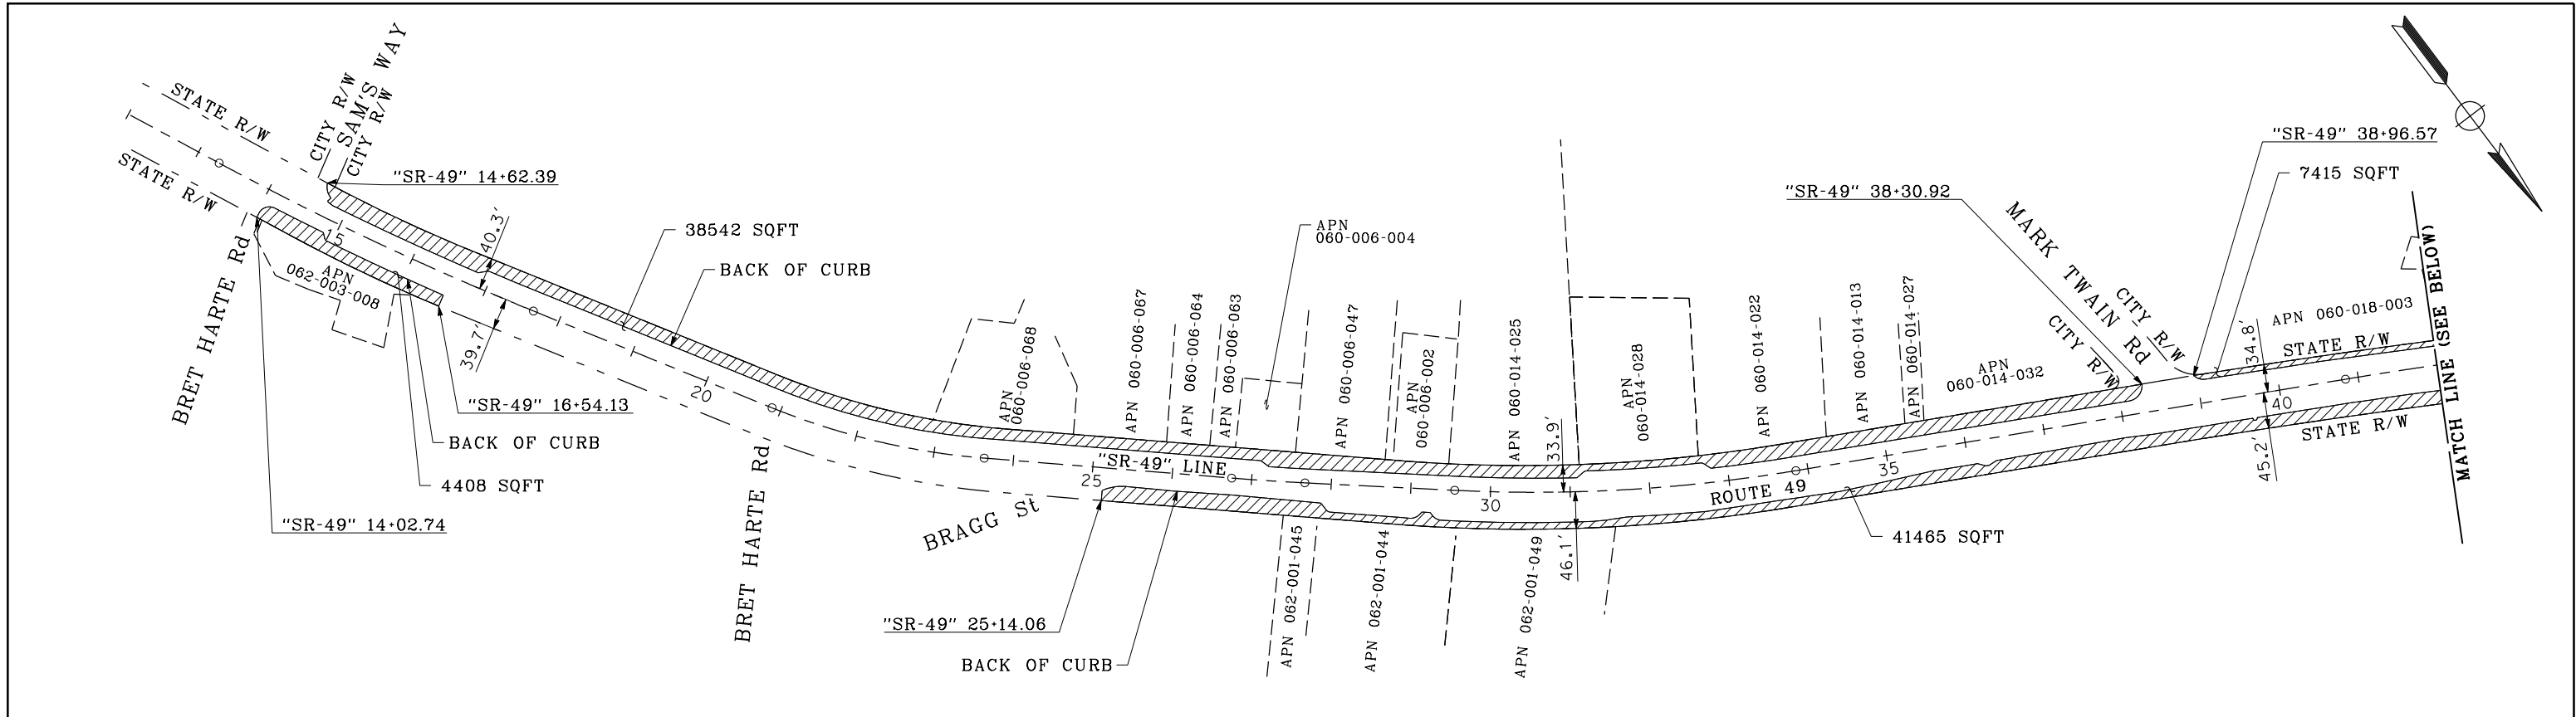 STATE R/W
STATE R/W
CITY R/W
SAM'S WAY
CITY R/W
"SR-49" 14+62.39
15
40.3'
38542 SQFT
BACK OF CURB
39.7'
BRET HARTE Rd
APN
062-003-008
"SR-49" 16+54.13
BACK OF CURB
4408 SQFT
"SR-49" 14+02.74
20
BRET HARTE Rd
BRAGG St
APN
060-006-068
APN 060-006-067
APN 060-006-064
APN 060-006-063
APN
060-006-004
APN 060-006-047
APN
060-006-002
APN 060-014-025
33.9'
APN
060-014-028
APN 060-014-022
APN 060-014-013
APN 060-014-027
APN
060-014-032
"SR-49" LINE
25
30
ROUTE 49
35
"SR-49" 25+14.06
BACK OF CURB
APN 062-001-045
APN 062-001-044
APN 062-001-049
46.1'
41465 SQFT
"SR-49" 38+30.92
MARK TWAIN Rd
CITY R/W
CITY R/W
"SR-49" 38+96.57
7415 SQFT
34.8'
APN 060-018-003
STATE R/W
40
STATE R/W
45.2'
MATCH LINE (SEE BELOW)